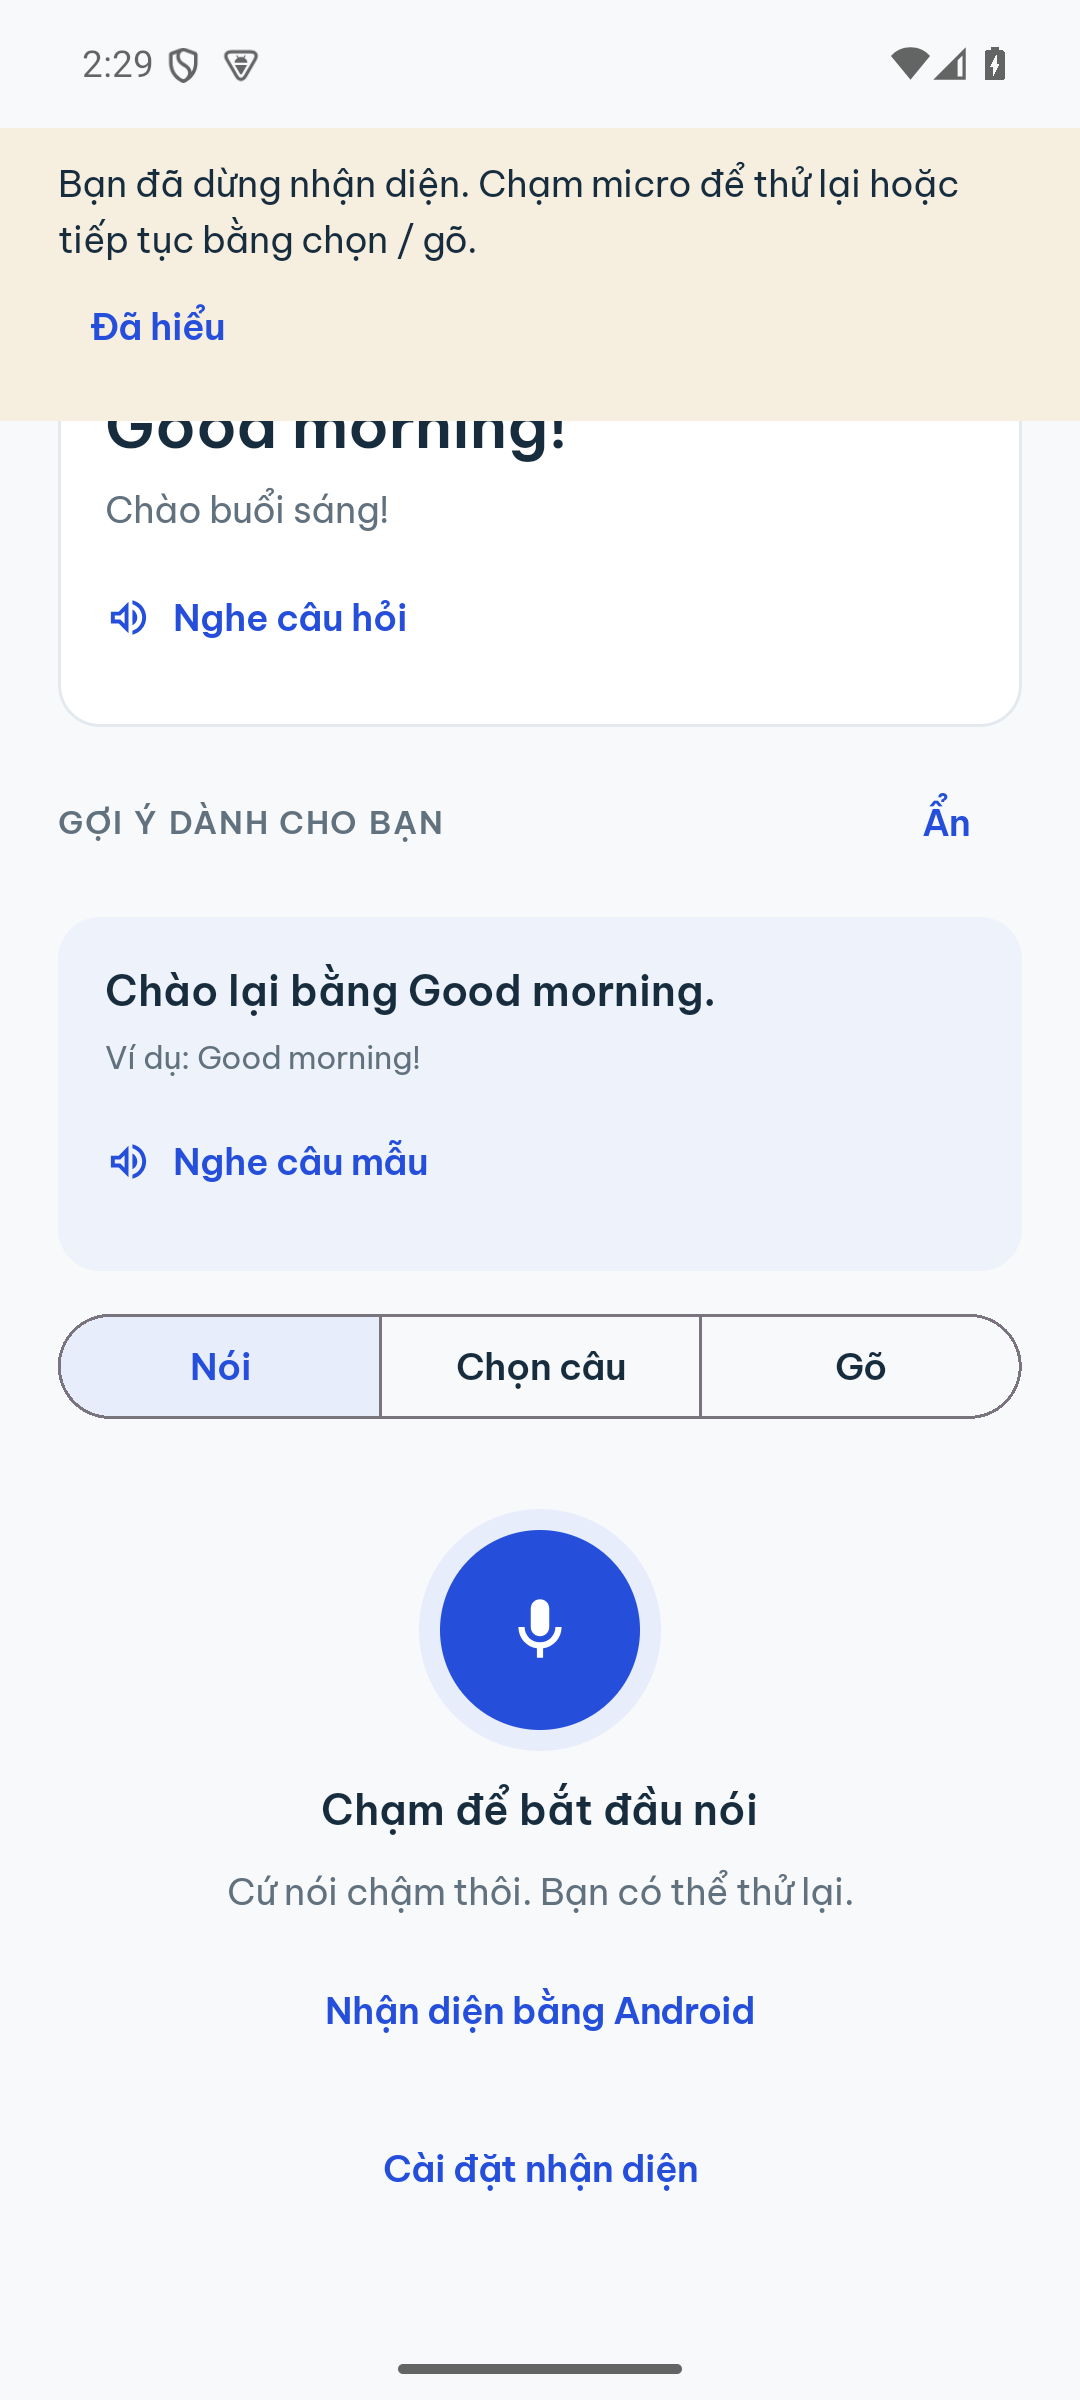 2:29
Bạn đã dừng nhận diện. Chạm micro để thử lại hoặc
tiếp tục bằng chọn / gõ.
Đã hiểu
Good morning!
Chào buổi sáng!
Nghe câu hỏi
GỢI Ý DÀNH CHO BẠN
Ẩn
Chào lại bằng Good morning.
Ví dụ: Good morning!
Nghe câu mẫu
Nói
Chọn câu
Gõ
Chạm để bắt đầu nói
Cứ nói chậm thôi. Bạn có thể thử lại.
Nhận diện bằng Android
Cài đặt nhận diện